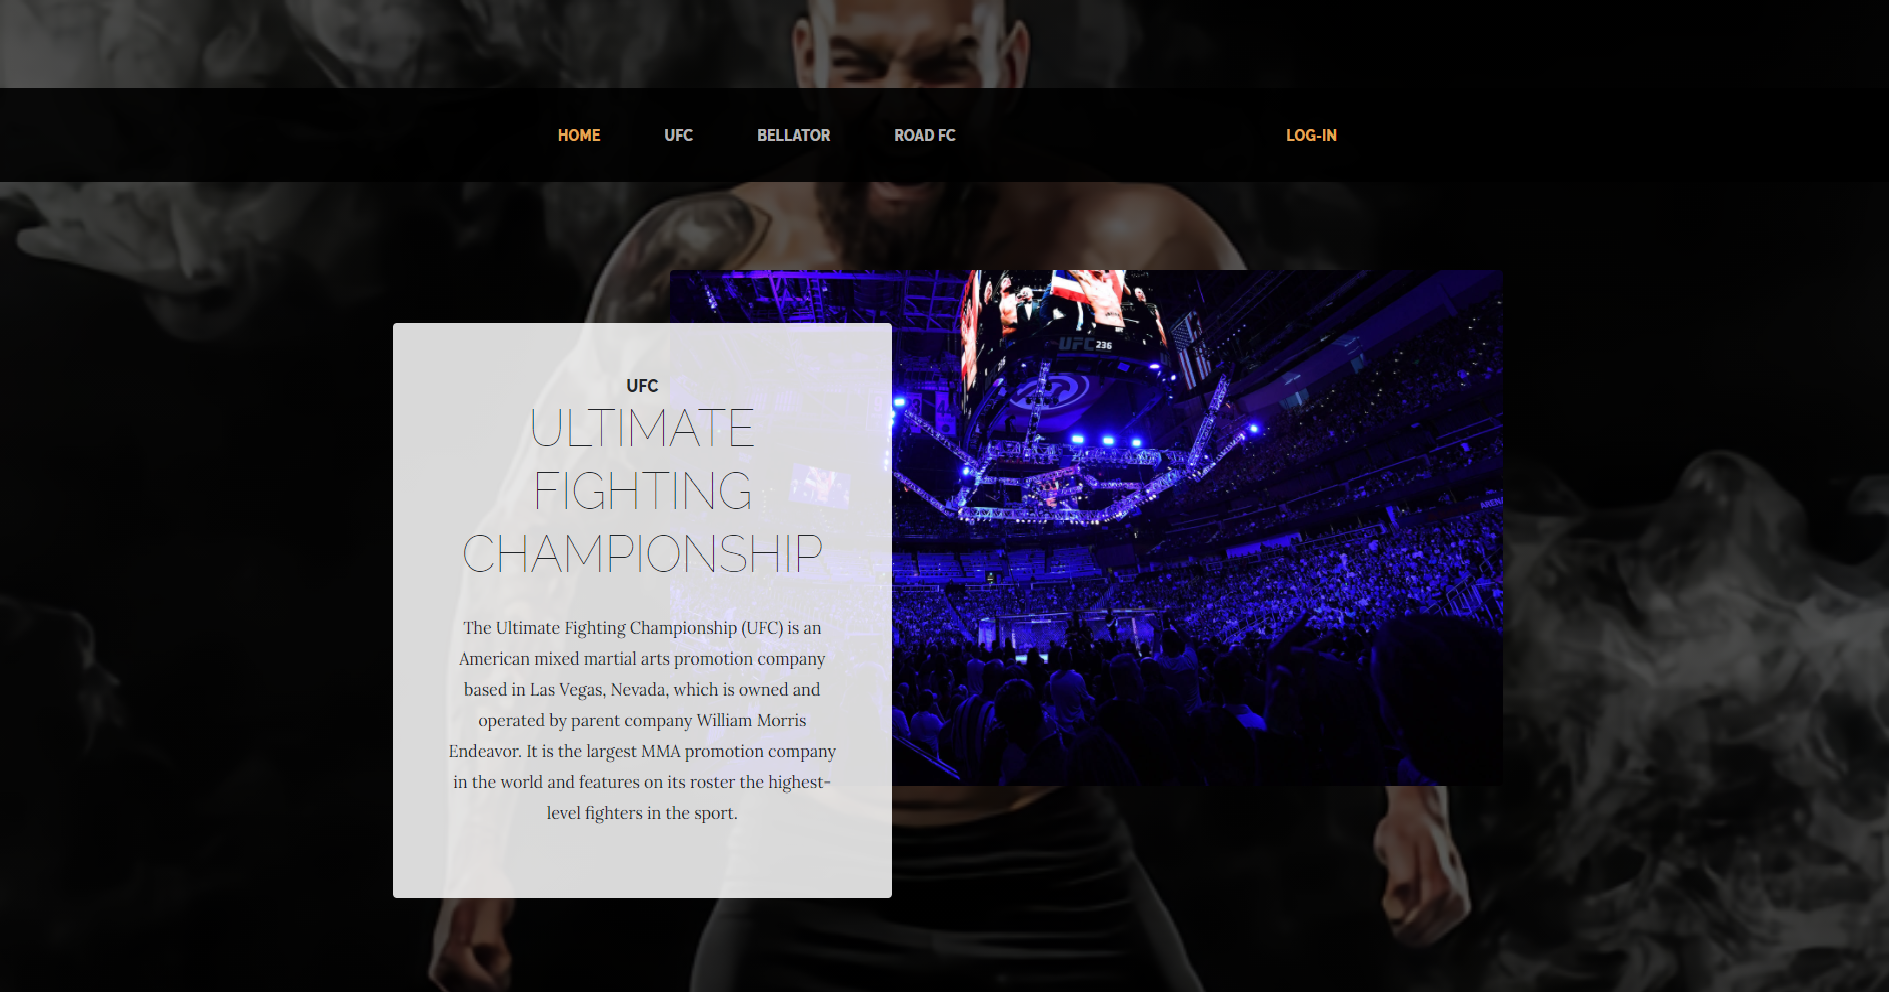 HOME UFC BELLATOR ROAD FC LOG-IN
UFC 236
ARENA
UFC
ULTIMATE
FIGHTING
CHAMPIONSHIP
The Ultimate Fighting Championship (UFC) is an
American mixed martial arts promotion company
based in Las Vegas, Nevada, which is owned and
operated by parent company William Morris
Endeavor. It is the largest MMA promotion company
in the world and features on its roster the highest-
level fighters in the sport.